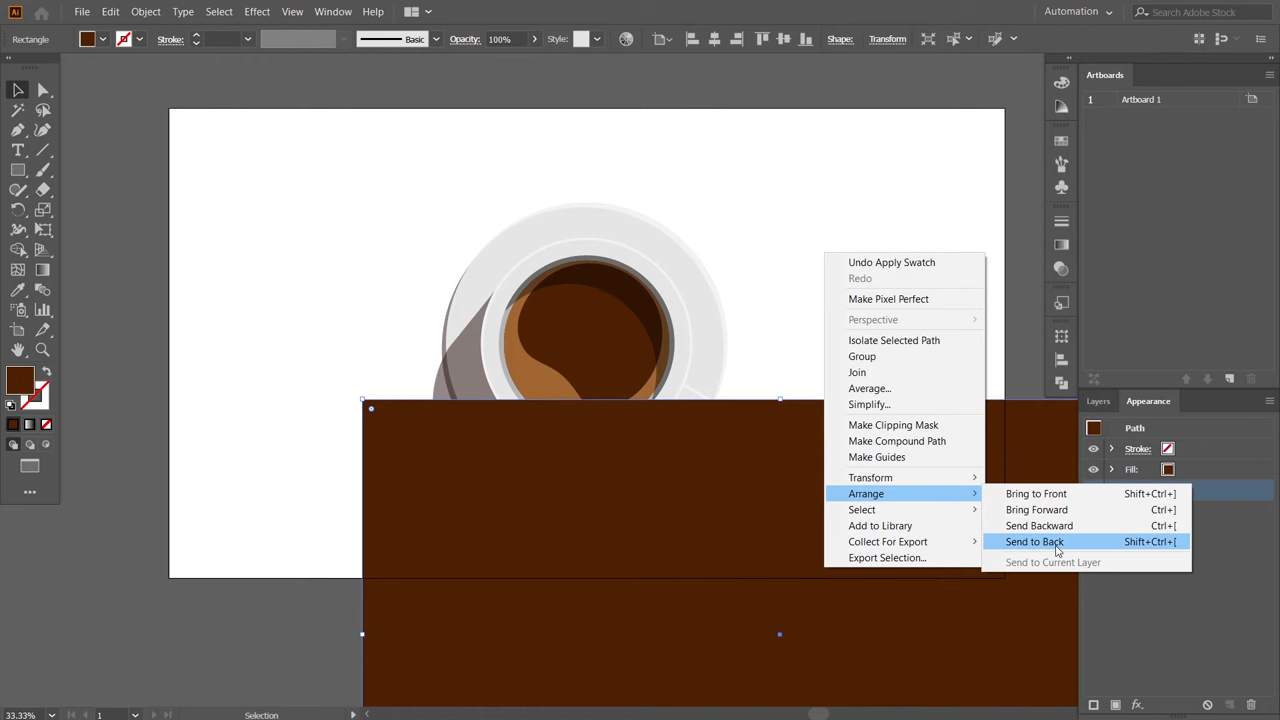 Ai File Edit Object Type Select Effect View Window Help Automation Search Adobe Stock
Rectangle Stroke: Basic Opacity: 100% Style: Shape: Transform
Artboards
1 Artboard 1
Undo Apply Swatch
Redo
Make Pixel Perfect
Perspective
Isolate Selected Path
Group
Join
Average...
Simplify...
Make Clipping Mask
Make Compound Path
Make Guides
Transform
Arrange
Select
Add to Library
Collect For Export
Export Selection...
Bring to Front Shift+Ctrl+]
Bring Forward Ctrl+]
Send Backward Ctrl+[
Send to Back Shift+Ctrl+[
Send to Current Layer
Layers Appearance
Path
Stroke:
Fill:
fx.
33.33% 1 Selection